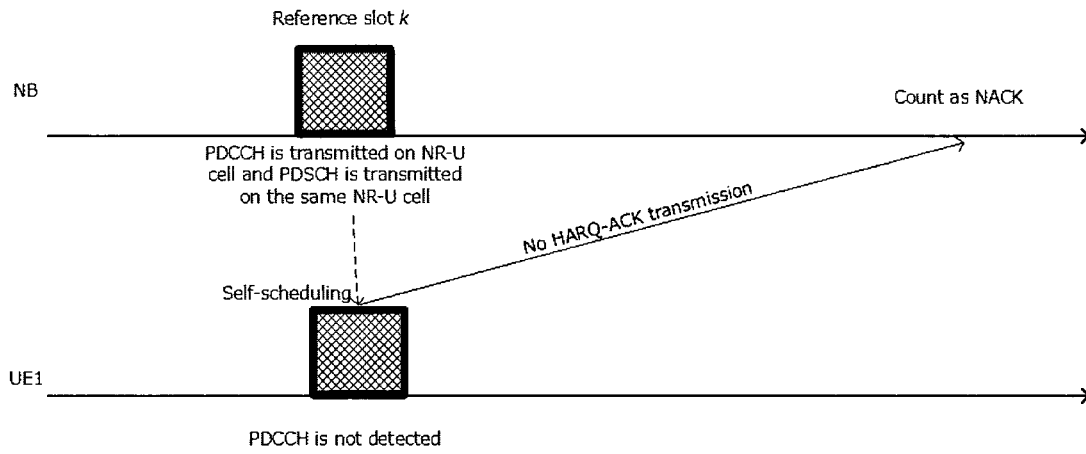 Reference slot k
NB
Count as NACK
PDCCH is transmitted on NR-U
cell and PDSCH is transmitted
on the same NR-U cell
No HARQ-ACK transmission
Self-scheduling
UE1
PDCCH is not detected